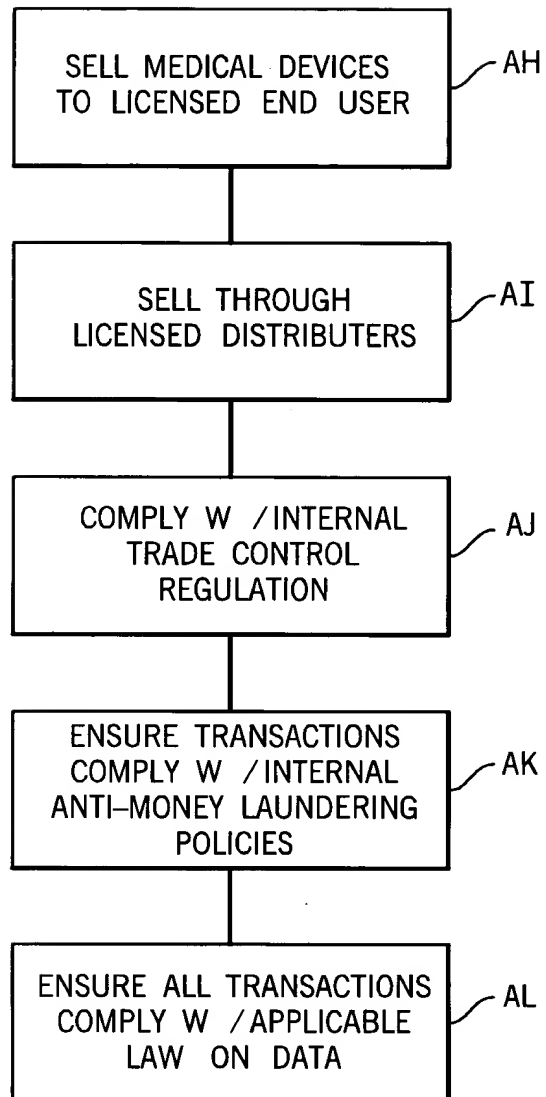 SELL MEDICAL DEVICES
TO LICENSED END USER
AH
SELL THROUGH
LICENSED DISTRIBUTERS
AI
COMPLY W /INTERNAL
TRADE CONTROL
REGULATION
AJ
ENSURE TRANSACTIONS
COMPLY W /INTERNAL
ANTI-MONEY LAUNDERING
POLICIES
AK
ENSURE ALL TRANSACTIONS
COMPLY W /APPLICABLE
LAW ON DATA
AL